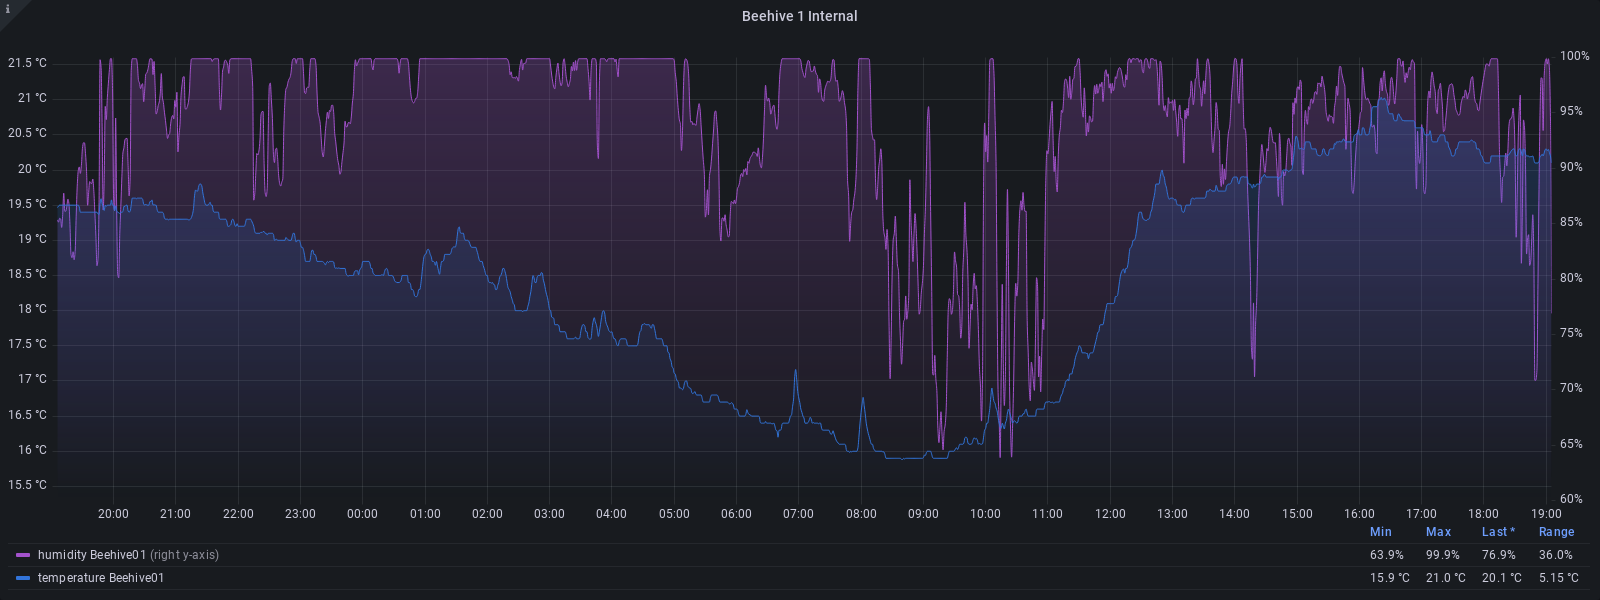 i
Beehive 1 Internal
21.5 °C
21 °C
20.5 °C
20 °C
19.5 °C
19 °C
18.5 °C
18 °C
17.5 °C
17 °C
16.5 °C
16 °C
15.5 °C
100%
95%
90%
85%
80%
75%
70%
65%
60%
20:00 21:00 22:00 23:00 00:00 01:00 02:00 03:00 04:00 05:00 06:00 07:00 08:00 09:00 10:00 11:00 12:00 13:00 14:00 15:00 16:00 17:00 18:00 19:00
Min Max Last * Range
humidity Beehive01 (right y-axis) 63.9% 99.9% 76.9% 36.0%
temperature Beehive01 15.9 °C 21.0 °C 20.1 °C 5.15 °C